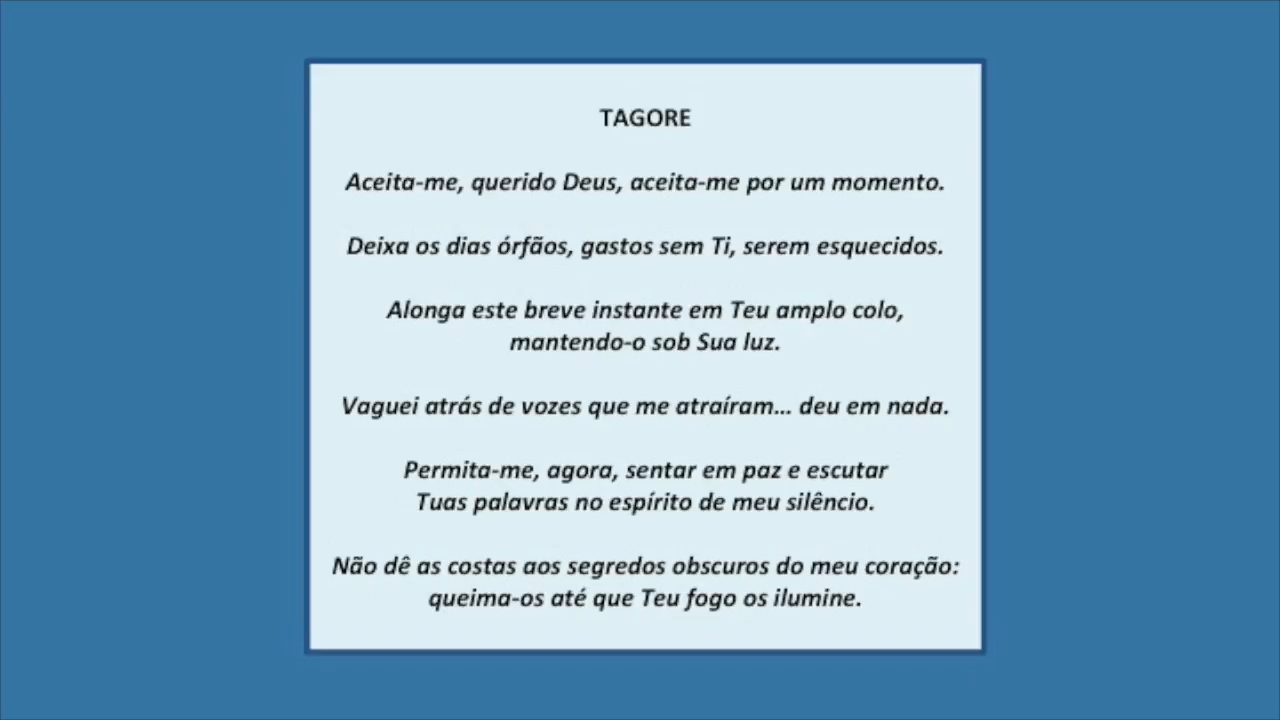 TAGORE
Aceita-me, querido Deus, aceita-me por um momento.
Deixa os dias órfãos, gastos sem Ti, serem esquecidos.
Alonga este breve instante em Teu amplo colo,
mantendo-o sob Sua luz.
Vaguei atrás de vozes que me atraíram... deu em nada.
Permita-me, agora, sentar em paz e escutar
Tuas palavras no espírito de meu silêncio.
Não dê as costas aos segredos obscuros do meu coração:
queima-os até que Teu fogo os ilumine.